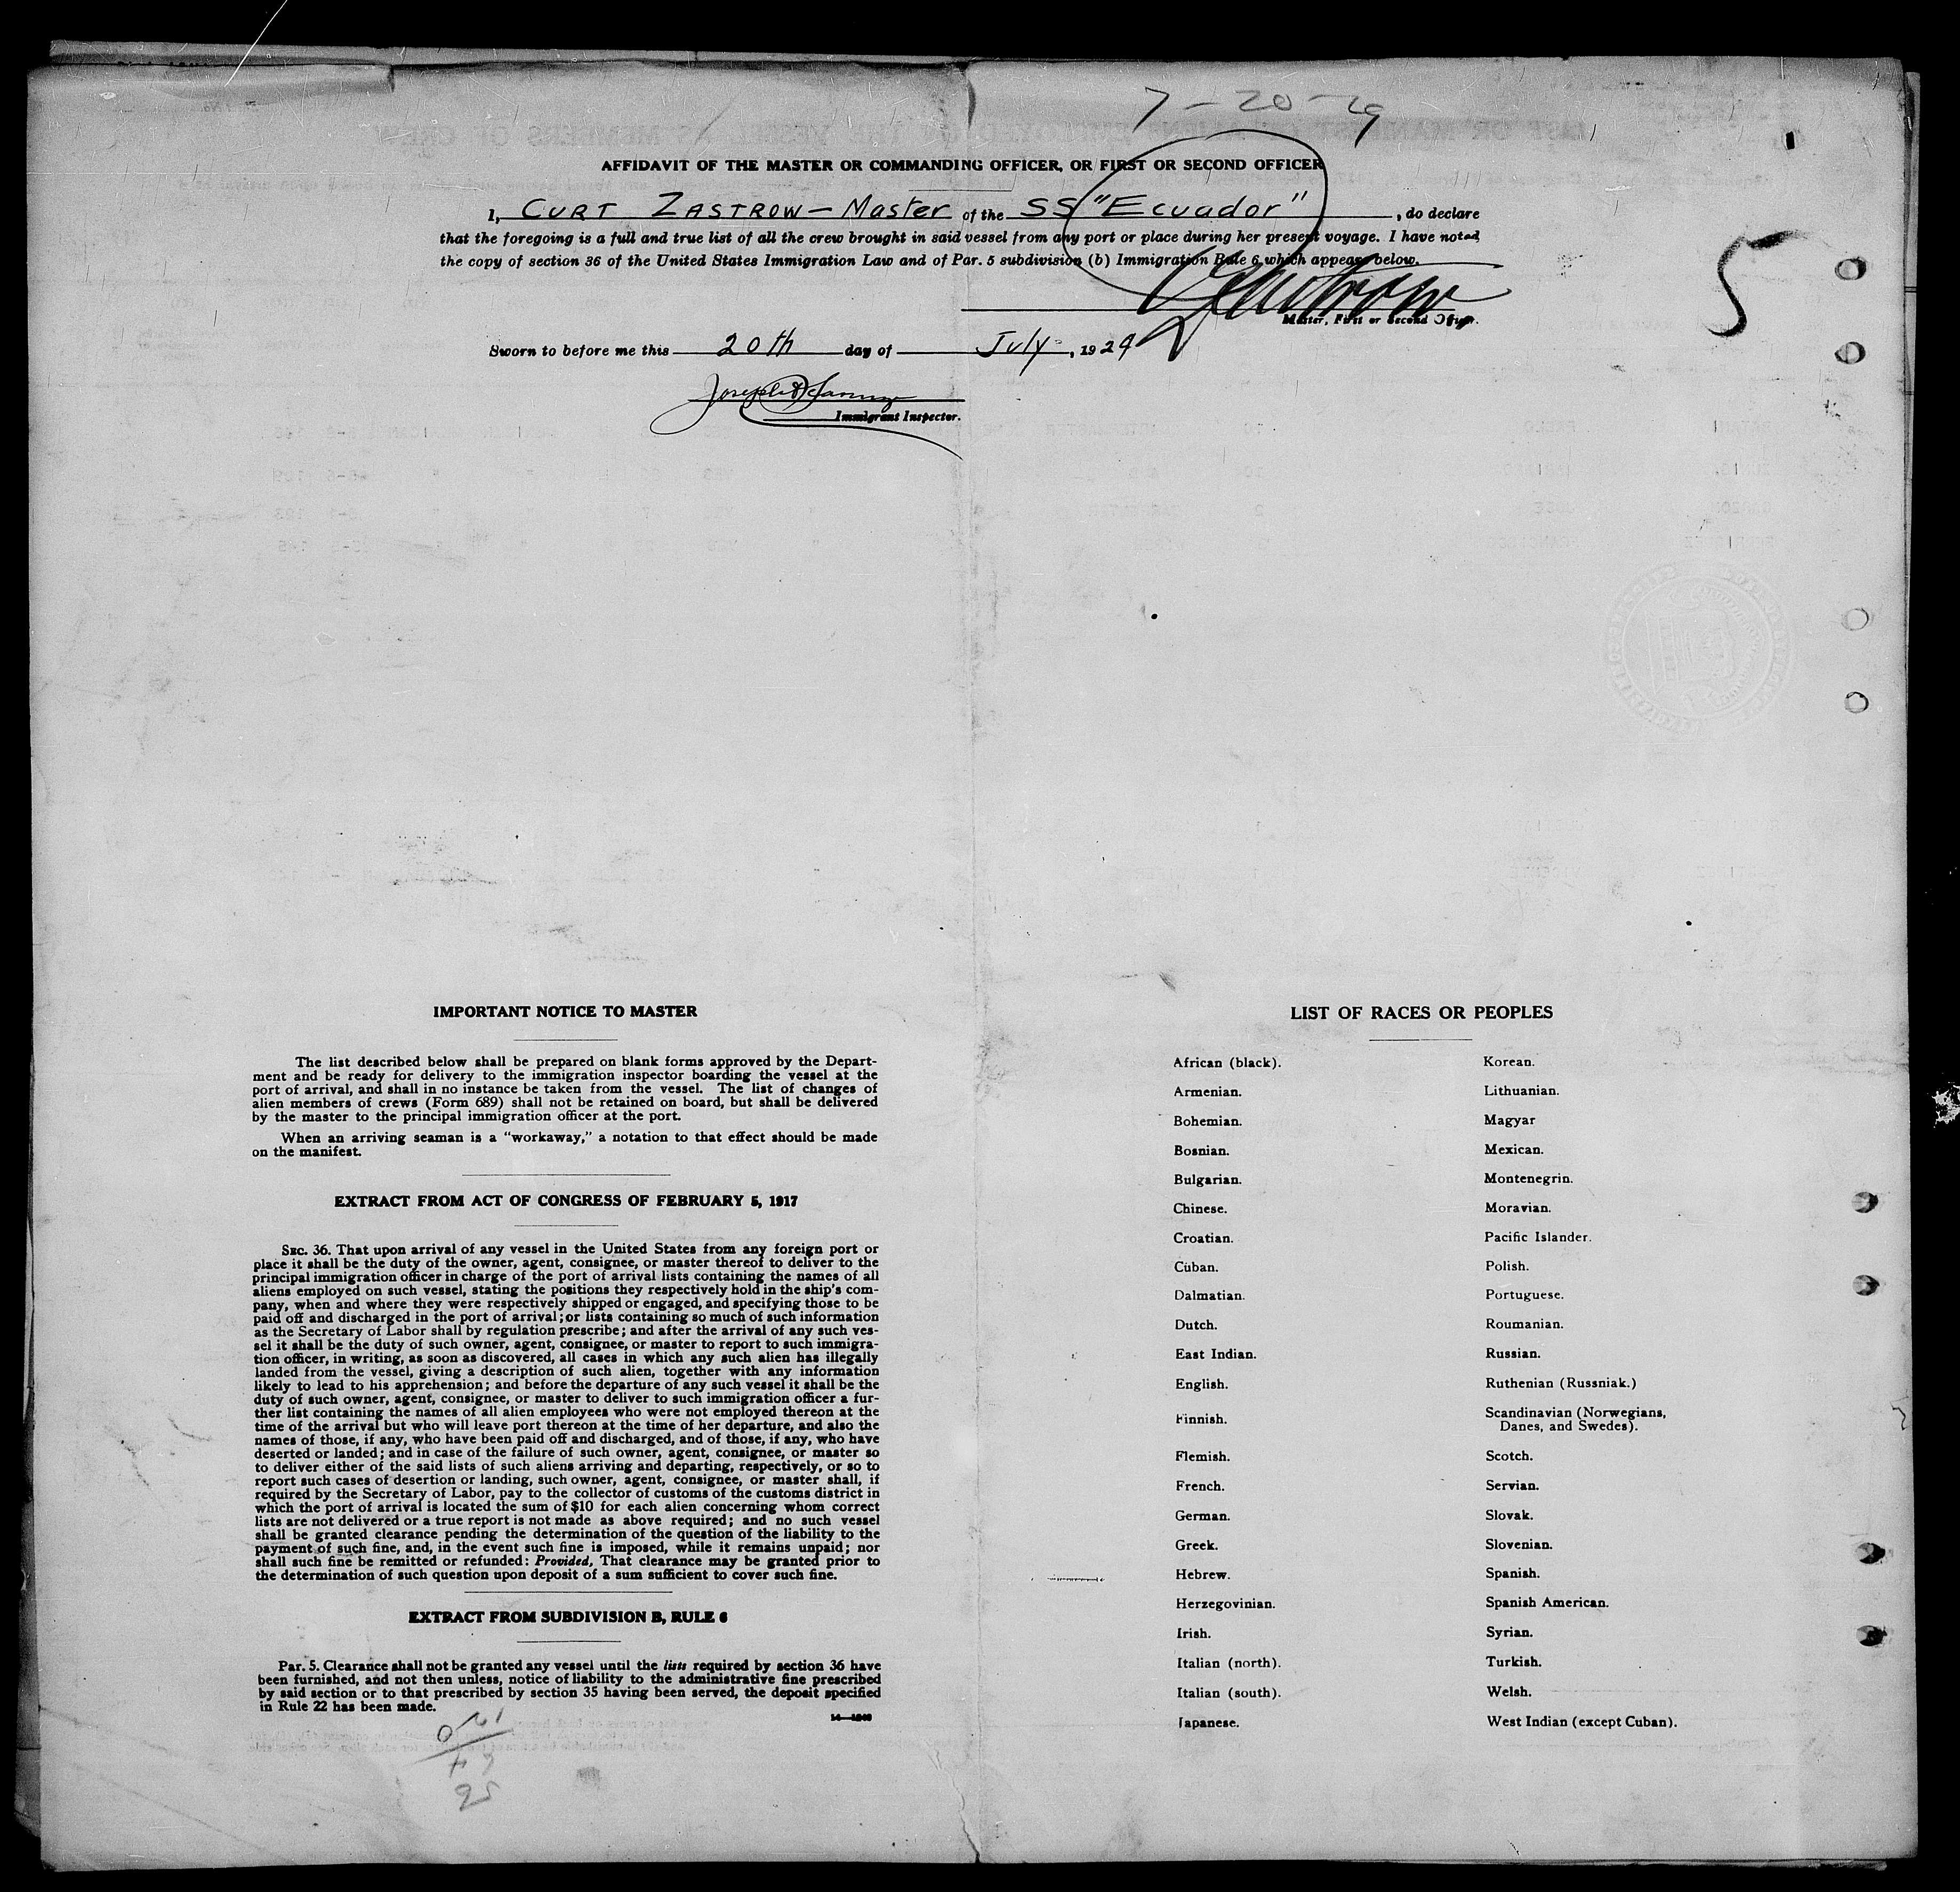 7-20-29
AFFIDAVIT OF THE MASTER OR COMMANDING OFFICER, OR FIRST OR SECOND OFFICER
I, CURT ZASTROW - Master of the SS "Ecuador", do declare
that the foregoing is a full and true list of all the crew brought in said vessel from any port or place during her present voyage. I have noted
the copy of section 36 of the United States Immigration Law and of Par. 5 subdivision (b) Immigration Rule 6 which appears below.
5
Master, First or Second Officer.
Sworn to before me this 20th day of July, 1929
Joseph
Immigrant Inspector.
IMPORTANT NOTICE TO MASTER
The list described below shall be prepared on blank forms approved by the Depart-
ment and be ready for delivery to the immigration inspector boarding the vessel at the
port of arrival, and shall in no instance be taken from the vessel. The list of changes of
alien members of crews (Form 689) shall not be retained on board, but shall be delivered
by the master to the principal immigration officer at the port.
When an arriving seaman is a "workaway," a notation to that effect should be made
on the manifest.
EXTRACT FROM ACT OF CONGRESS OF FEBRUARY 5, 1917
SEC. 36. That upon arrival of any vessel in the United States from any foreign port or
place it shall be the duty of the owner, agent, consignee, or master thereof to deliver to the
principal immigration officer in charge of the port of arrival lists containing the names of all
aliens employed on such vessel, stating the positions they respectively hold in the ship's com-
pany, when and where they were respectively shipped or engaged, and specifying those to be
paid off and discharged in the port of arrival; or lists containing so much of such information
as the Secretary of Labor shall by regulation prescribe; and after the arrival of any such ves-
sel it shall be the duty of such owner, agent, consignee, or master to report to such immigra-
tion officer, in writing, as soon as discovered, all cases in which any such alien has illegally
landed from the vessel, giving a description of such alien, together with any information
likely to lead to his apprehension; and before the departure of any such vessel it shall be the
duty of such owner, agent, consignee, or master to deliver to such immigration officer a fur-
ther list containing the names of all alien employees who were not employed thereon at the
time of the arrival but who will leave port thereon at the time of her departure, and also the
names of those, if any, who have been paid off and discharged, and of those, if any, who have
deserted or landed; and in case of the failure of such owner, agent, consignee, or master so
to deliver either of the said lists of such aliens arriving and departing, respectively, or so to
report such cases of desertion or landing, such owner, agent, consignee, or master shall, if
required by the Secretary of Labor, pay to the collector of customs of the customs district in
which the port of arrival is located the sum of $10 for each alien concerning whom correct
lists are not delivered or a true report is not made as above required; and no such vessel
shall be granted clearance pending the determination of the question of the liability to the
payment of such fine, and, in the event such fine is imposed, while it remains unpaid; nor
shall such fine be remitted or refunded: Provided, That clearance may be granted prior to
the determination of such question upon deposit of a sum sufficient to cover such fine.
EXTRACT FROM SUBDIVISION B, RULE 6
Par. 5. Clearance shall not be granted any vessel until the lists required by section 36 have
been furnished, and not then unless, notice of liability to the administrative fine prescribed
by said section or to that prescribed by section 35 having been served, the deposit specified
in Rule 22 has been made.
LIST OF RACES OR PEOPLES
African (black).
Armenian.
Bohemian.
Bosnian.
Bulgarian.
Chinese.
Croatian.
Cuban.
Dalmatian.
Dutch.
East Indian.
English.
Finnish.
Flemish.
French.
German.
Greek.
Hebrew.
Herzegovinian.
Irish.
Italian (north).
Italian (south).
Japanese.
Korean.
Lithuanian.
Magyar
Mexican.
Montenegrin.
Moravian.
Pacific Islander.
Polish.
Portuguese.
Roumanian.
Russian.
Ruthenian (Russniak.)
Scandinavian (Norwegians,
Danes, and Swedes).
Scotch.
Servian.
Slovak.
Slovenian.
Spanish.
Spanish American.
Syrian.
Turkish.
Welsh.
West Indian (except Cuban).